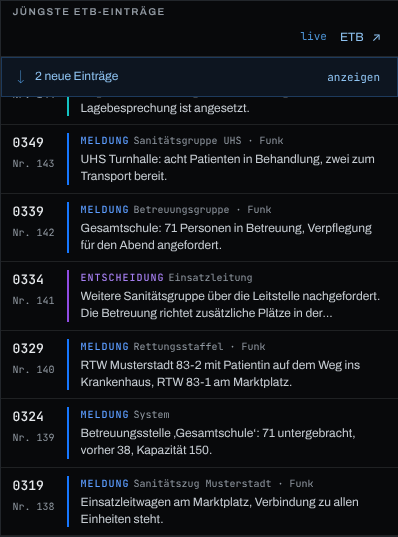 JÜNGSTE ETB-EINTRÄGE
live ETB ↗
↓ 2 neue Einträge anzeigen
Lagebesprechung ist angesetzt.
0349 MELDUNG Sanitätsgruppe UHS · Funk
Nr. 143 UHS Turnhalle: acht Patienten in Behandlung, zwei zum
Transport bereit.
0339 MELDUNG Betreuungsgruppe · Funk
Nr. 142 Gesamtschule: 71 Personen in Betreuung, Verpflegung
für den Abend angefordert.
0334 ENTSCHEIDUNG Einsatzleitung
Nr. 141 Weitere Sanitätsgruppe über die Leitstelle nachgefordert.
Die Betreuung richtet zusätzliche Plätze in der…
0329 MELDUNG Rettungsstaffel · Funk
Nr. 140 RTW Musterstadt 83-2 mit Patientin auf dem Weg ins
Krankenhaus, RTW 83-1 am Marktplatz.
0324 MELDUNG System
Nr. 139 Betreuungsstelle ‚Gesamtschule‘: 71 untergebracht,
vorher 38, Kapazität 150.
0319 MELDUNG Sanitätszug Musterstadt · Funk
Nr. 138 Einsatzleitwagen am Marktplatz, Verbindung zu allen
Einheiten steht.